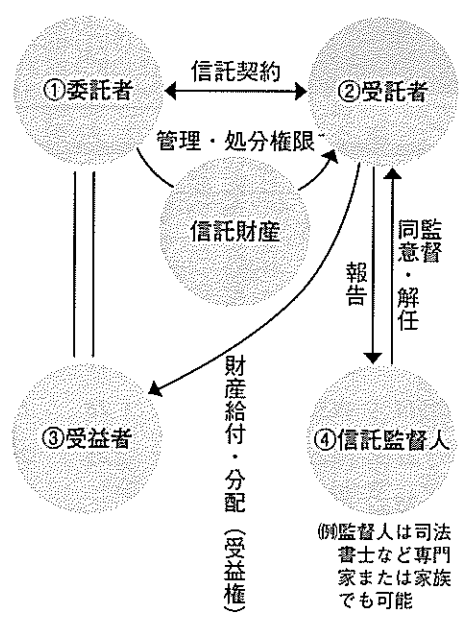 ①委託者
信託契約
②受託者
管理・処分権限
信託財産
報告
監督
同意・解任
③受益者
財産給付・分配（受益権）
④信託監督人
㋑監督人は司法
書士など専門
家または家族
でも可能